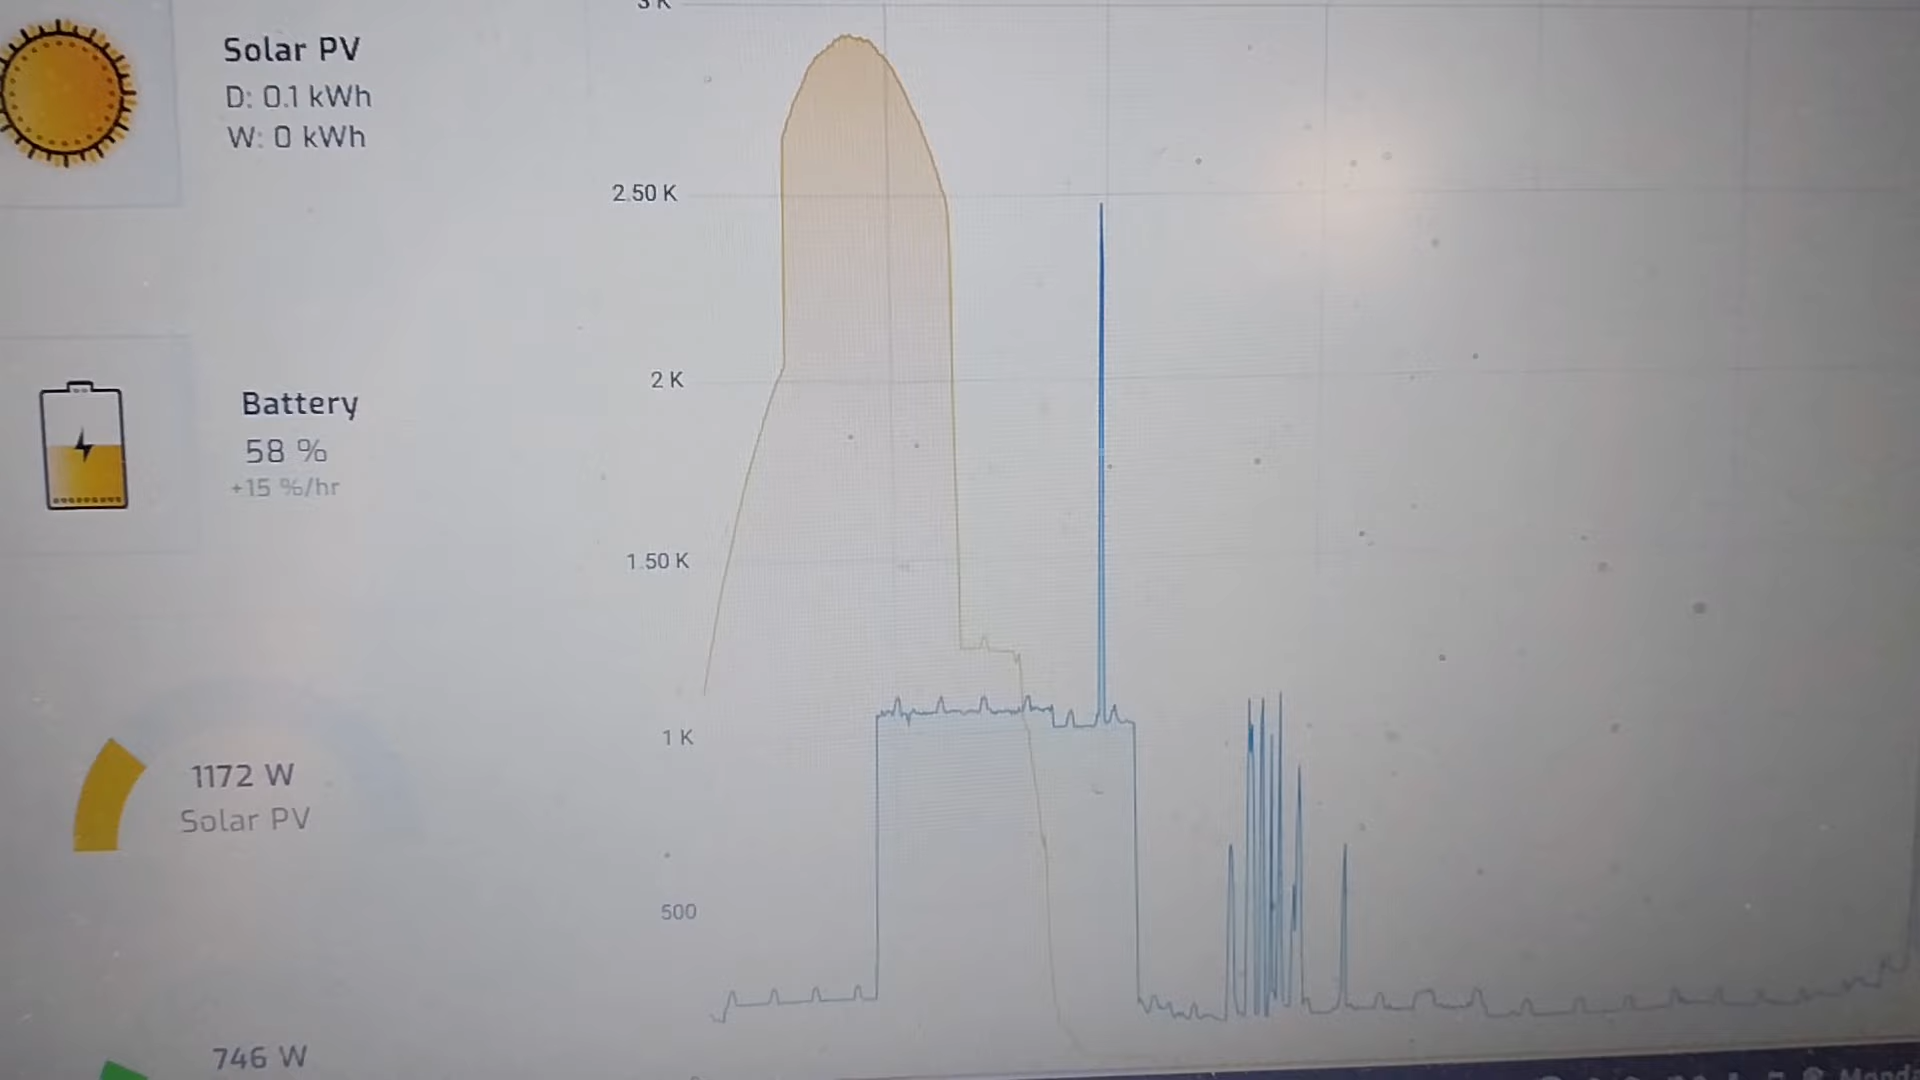 Solar PV
D: 0.1 kWh
W: 0 kWh
Battery
58 %
+15 %/hr
1172 W
Solar PV
746 W
3 K
2.50 K
2 K
1.50 K
1 K
500